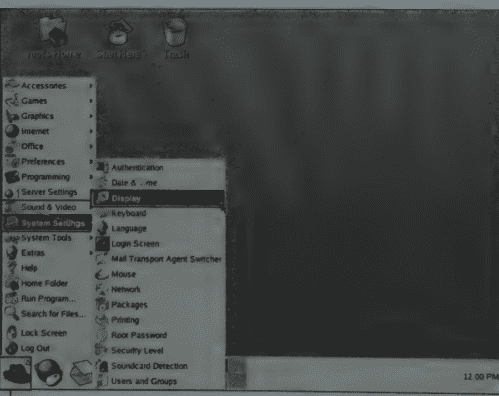 Trash
Accessories
Games
Graphics
Internet
Office
Preferences
Programming
Server Settings
Sound & Video
System Settings
System Tools
Extras
Help
Home Folder
Run Program...
Search for Files...
Lock Screen
Log Out
Authentication
Date &
Display
Keyboard
Language
Login Screen
Mail Transport Agent Switcher
Mouse
Network
Packages
Printing
Root Password
Security Level
Soundcard Detection
Users and Groups
12:00 PM